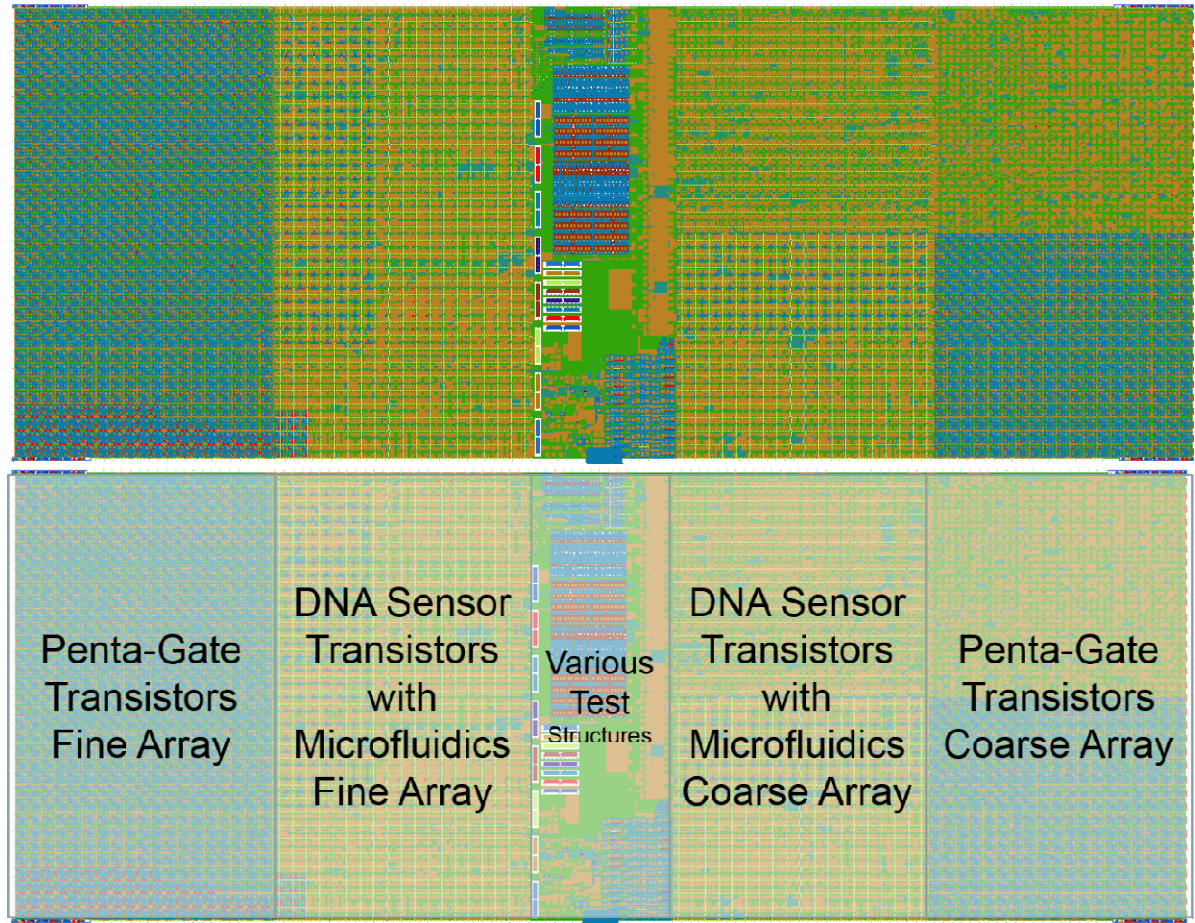 Penta-Gate
Transistors
Fine Array
DNA Sensor
Transistors
with
Microfluidics
Fine Array
Various
Test
Structures
DNA Sensor
Transistors
with
Microfluidics
Coarse Array
Penta-Gate
Transistors
Coarse Array